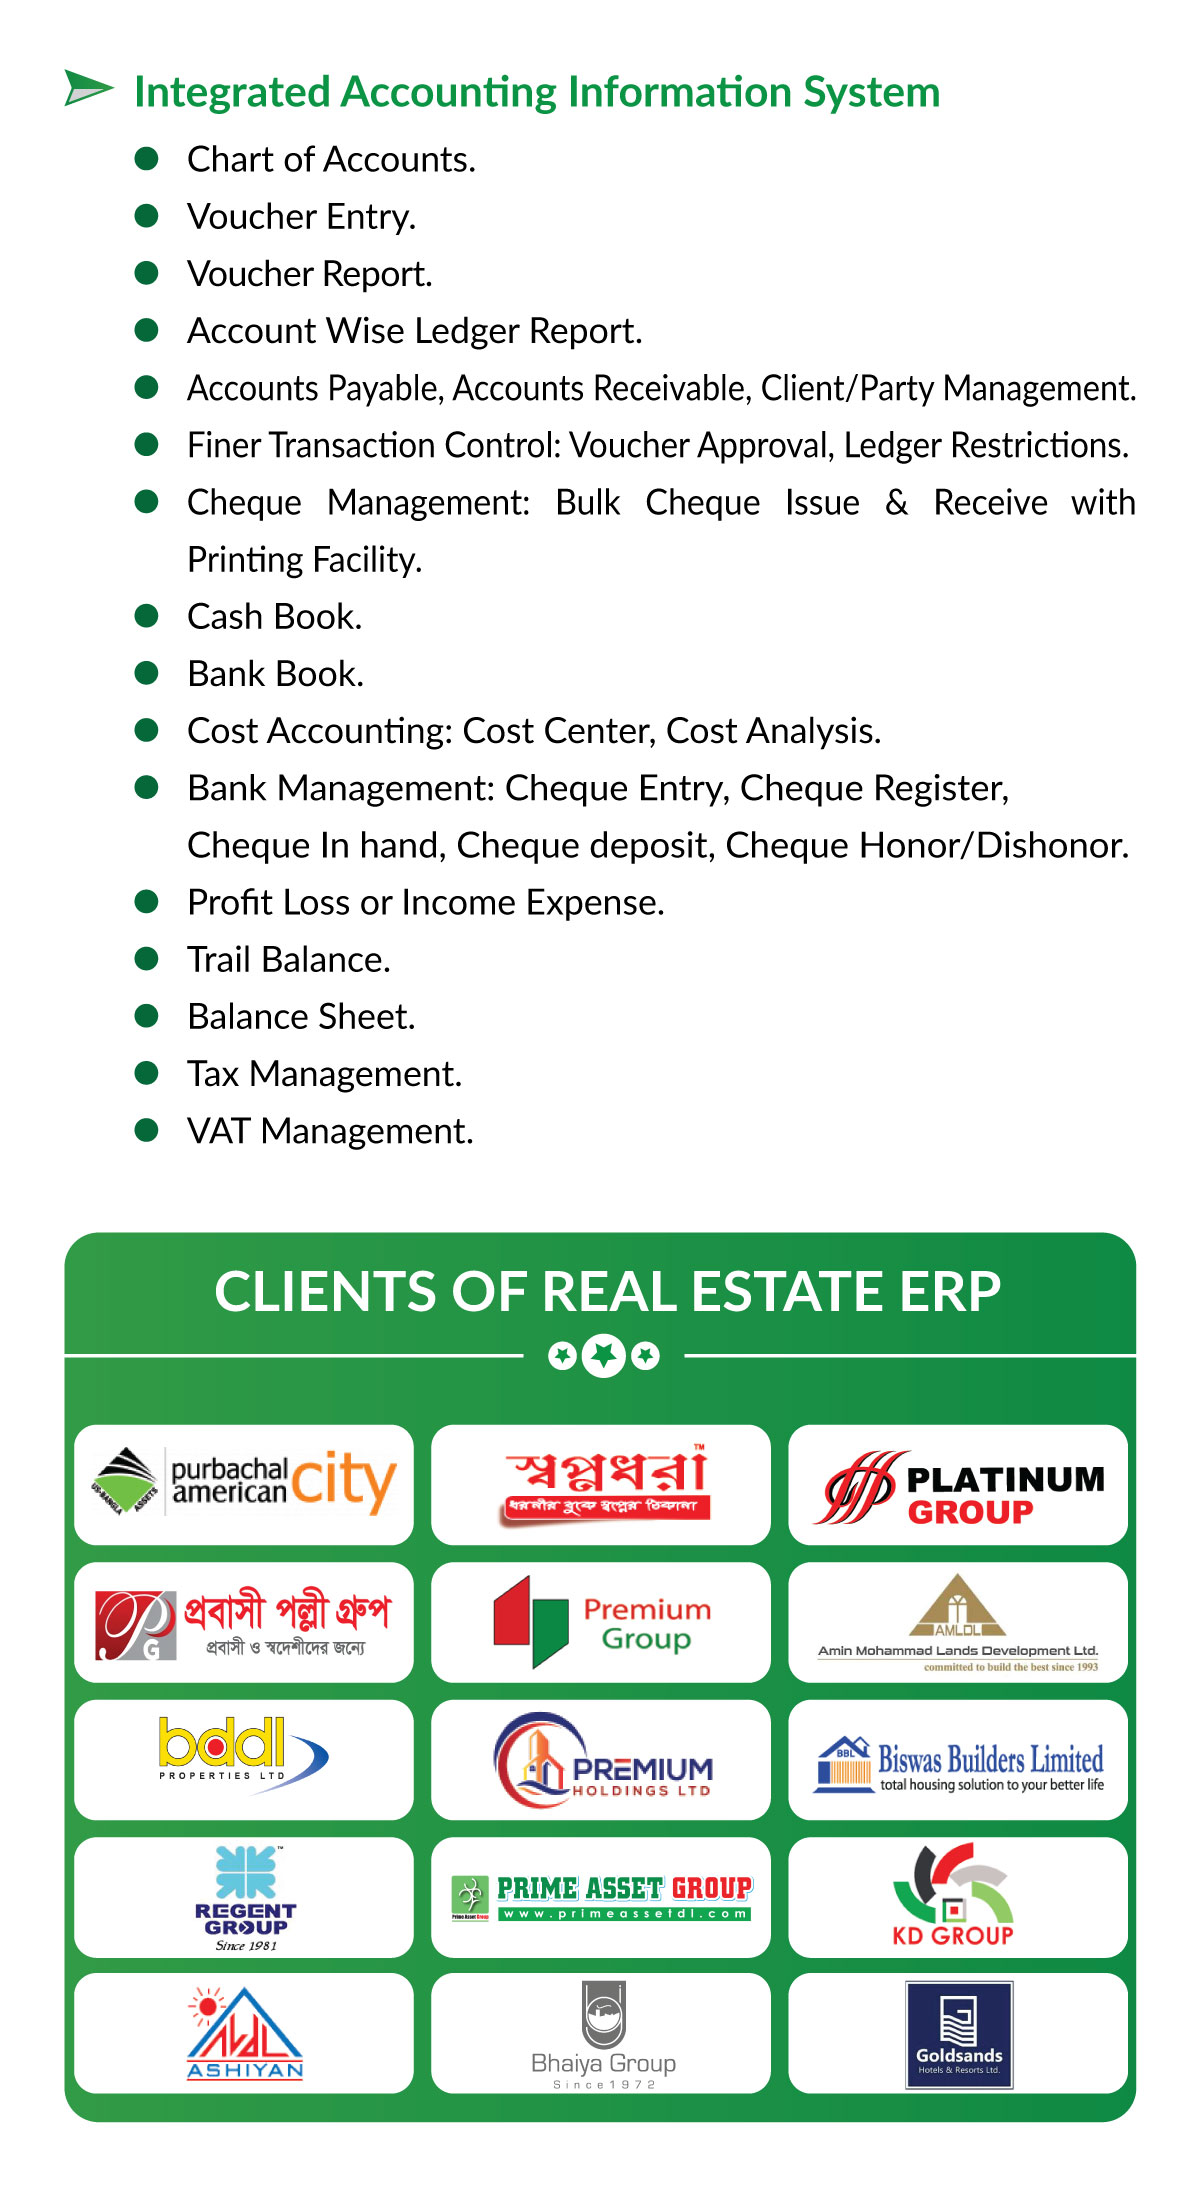 Integrated Accounting Information System
Chart of Accounts.
Voucher Entry.
Voucher Report.
Account Wise Ledger Report.
Accounts Payable, Accounts Receivable, Client/Party Management.
Finer Transaction Control: Voucher Approval, Ledger Restrictions.
Cheque Management: Bulk Cheque Issue & Receive with
Printing Facility.
Cash Book.
Bank Book.
Cost Accounting: Cost Center, Cost Analysis.
Bank Management: Cheque Entry, Cheque Register,
Cheque In hand, Cheque deposit, Cheque Honor/Dishonor.
Profit Loss or Income Expense.
Trail Balance.
Balance Sheet.
Tax Management.
VAT Management.
CLIENTS OF REAL ESTATE ERP
US-BANGLA ASSETS
purbachal
american
city
স্বপ্নধরা™
ধরনীর বুকে স্বপ্নের ঠিকানা
PLATINUM
GROUP
PG
প্রবাসী পল্লী গ্রুপ
প্রবাসী ও স্বদেশীদের জন্যে
Premium
Group
AMLDL
Amin Mohammad Lands Development Ltd.
committed to build the best since 1993
bddl
PROPERTIES LTD
PREMIUM
HOLDINGS LTD
BBL
Biswas Builders Limited
total housing solution to your better life
™
REGENT
GROUP
Since 1981
Prime Asset Group
PRIME ASSET GROUP
www.primeassetdl.com
KD GROUP
AVDL
ASHIYAN
Bhaiya Group
Since1972
Goldsands
Hotels & Resorts Ltd.